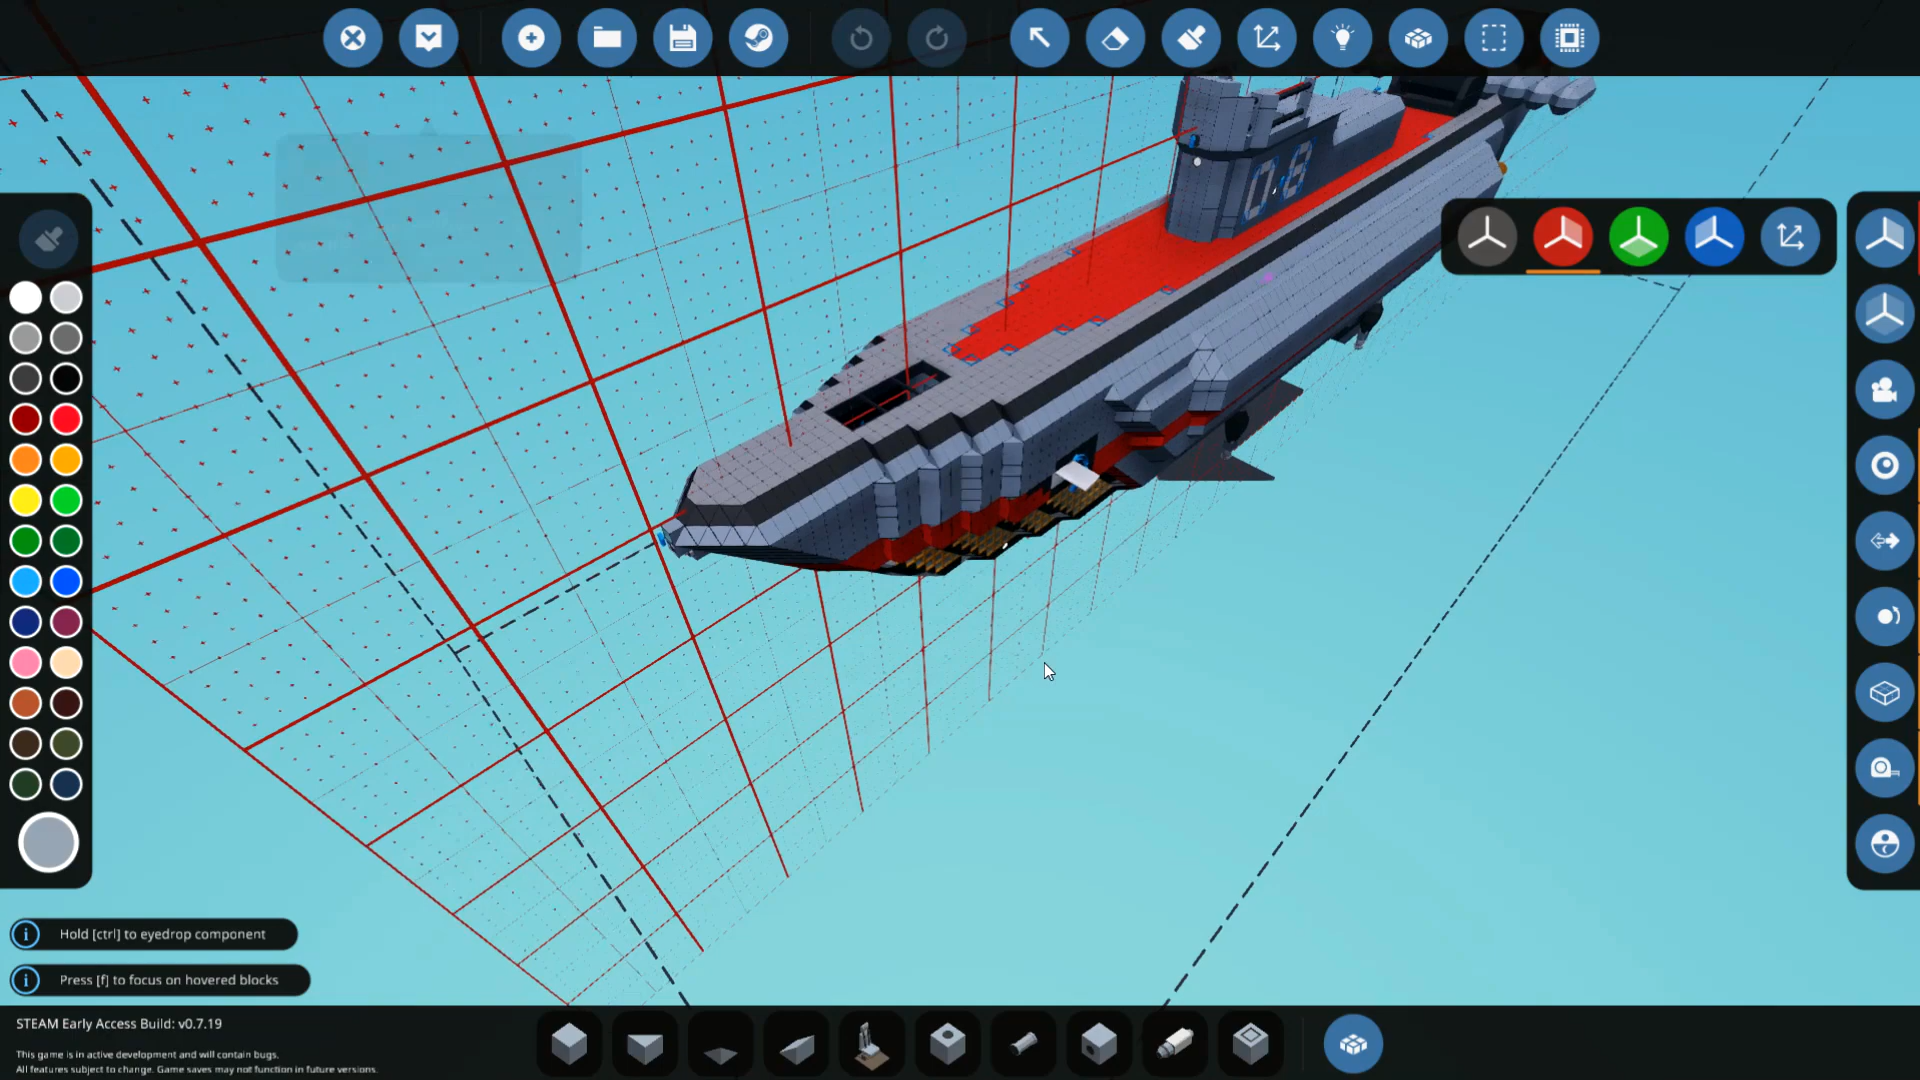 08
Hold [ctrl] to eyedrop component
Press [f] to focus on hovered blocks
STEAM Early Access Build: v0.7.19
This game is in active development and will contain bugs.
All features subject to change. Game saves may not function in future versions.